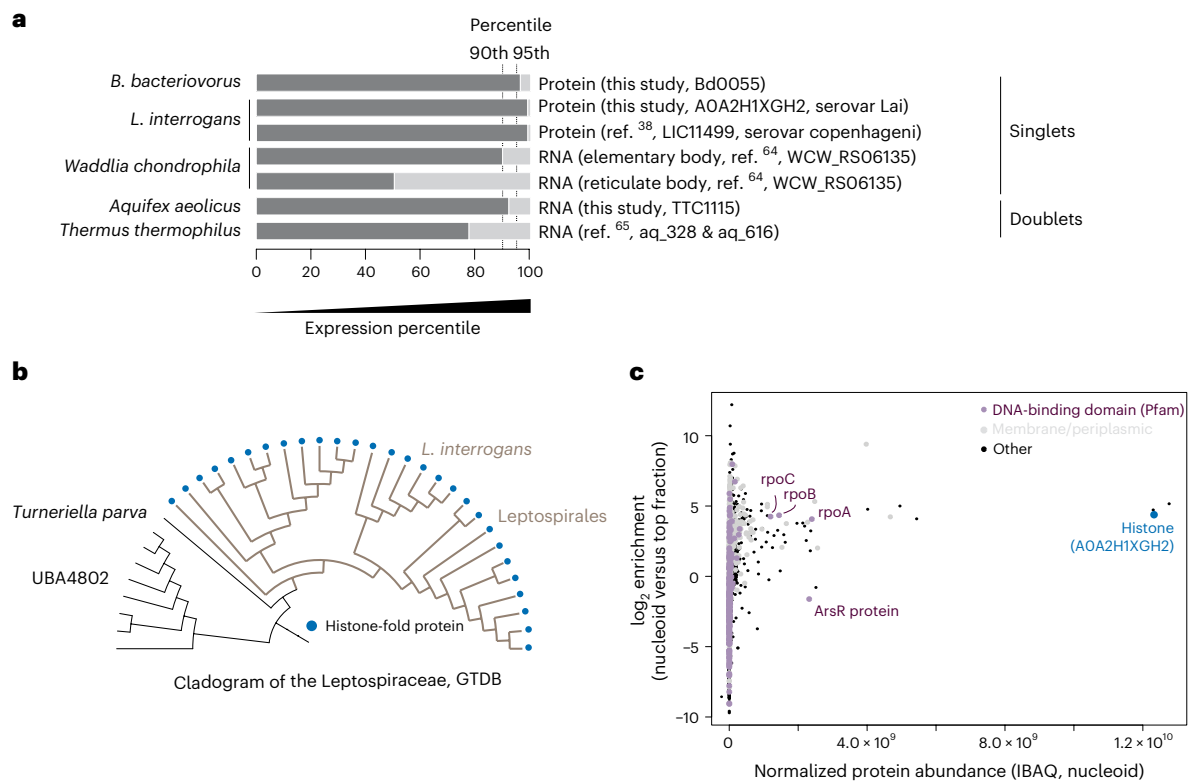 a
Percentile
90th 95th
B. bacteriovorus
Protein (this study, Bd0055)
L. interrogans
Protein (this study, A0A2H1XGH2, serovar Lai)
Protein (ref. 38, LIC11499, serovar copenhageni)
Waddlia chondrophila
RNA (elementary body, ref. 64, WCW_RS06135)
RNA (reticulate body, ref. 64, WCW_RS06135)
Singlets
Aquifex aeolicus
RNA (this study, TTC1115)
Thermus thermophilus
RNA (ref. 65, aq_328 & aq_616)
Doublets
0 20 40 60 80 100
Expression percentile
b
L. interrogans
Leptospirales
Turneriella parva
UBA4802
Histone-fold protein
Cladogram of the Leptospiraceae, GTDB
c
log2 enrichment
(nucleoid versus top fraction)
10
5
0
−5
−10
DNA-binding domain (Pfam)
Membrane/periplasmic
Other
rpoC
rpoB
rpoA
Histone
(A0A2H1XGH2)
ArsR protein
0 4.0 × 10⁹ 8.0 × 10⁹ 1.2 × 10¹⁰
Normalized protein abundance (IBAQ, nucleoid)